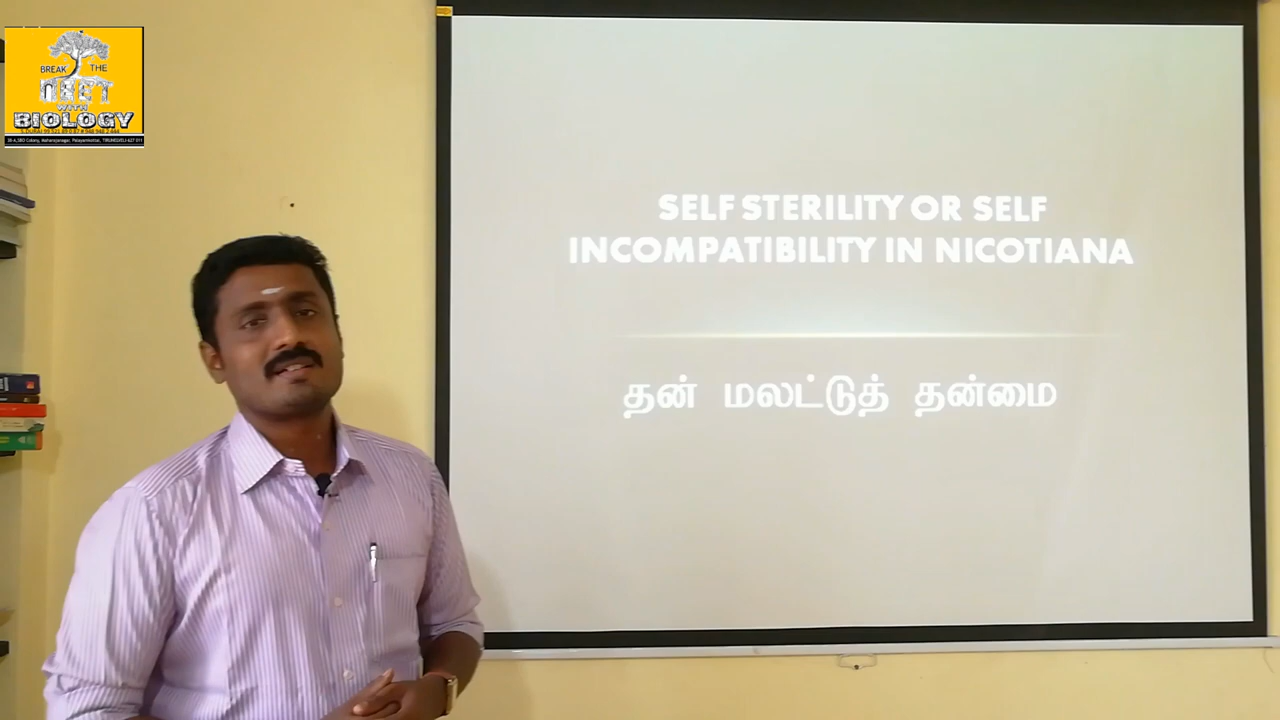 BREAK THE
NEET
WITH
BIOLOGY
SELF STERILITY OR SELF
INCOMPATIBILITY IN NICOTIANA
தன் மலட்டுத் தன்மை